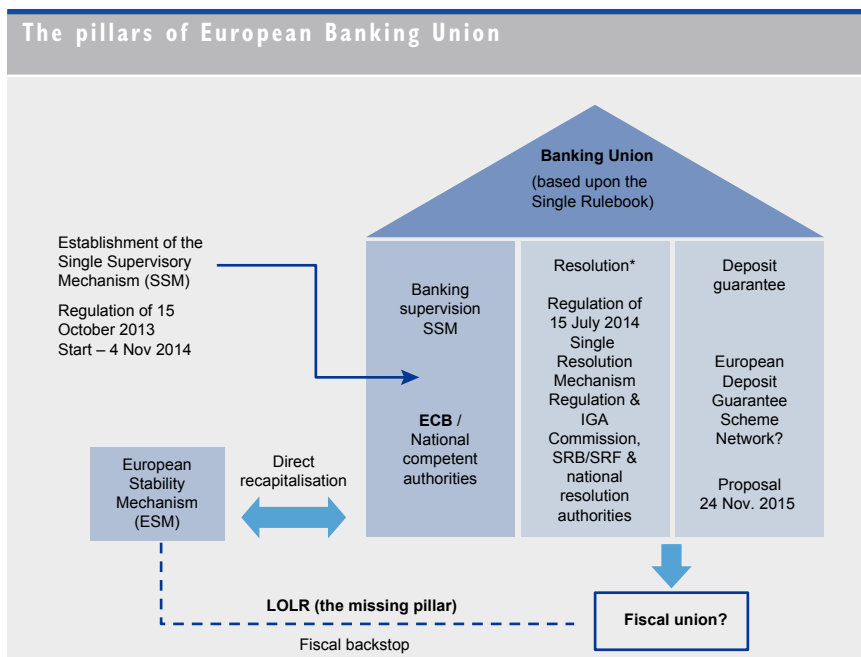 The pillars of European Banking Union
Banking Union
(based upon the
Single Rulebook)
Establishment of the
Single Supervisory
Mechanism (SSM)
Regulation of 15
October 2013
Start – 4 Nov 2014
Banking
supervision
SSM
ECB /
National
competent
authorities
Resolution*
Regulation of
15 July 2014
Single
Resolution
Mechanism
Regulation &
IGA
Commission,
SRB/SRF &
national
resolution
authorities
Deposit
guarantee
European
Deposit
Guarantee
Scheme
Network?
Proposal
24 Nov. 2015
European
Stability
Mechanism
(ESM)
Direct
recapitalisation
LOLR (the missing pillar)
Fiscal backstop
Fiscal union?